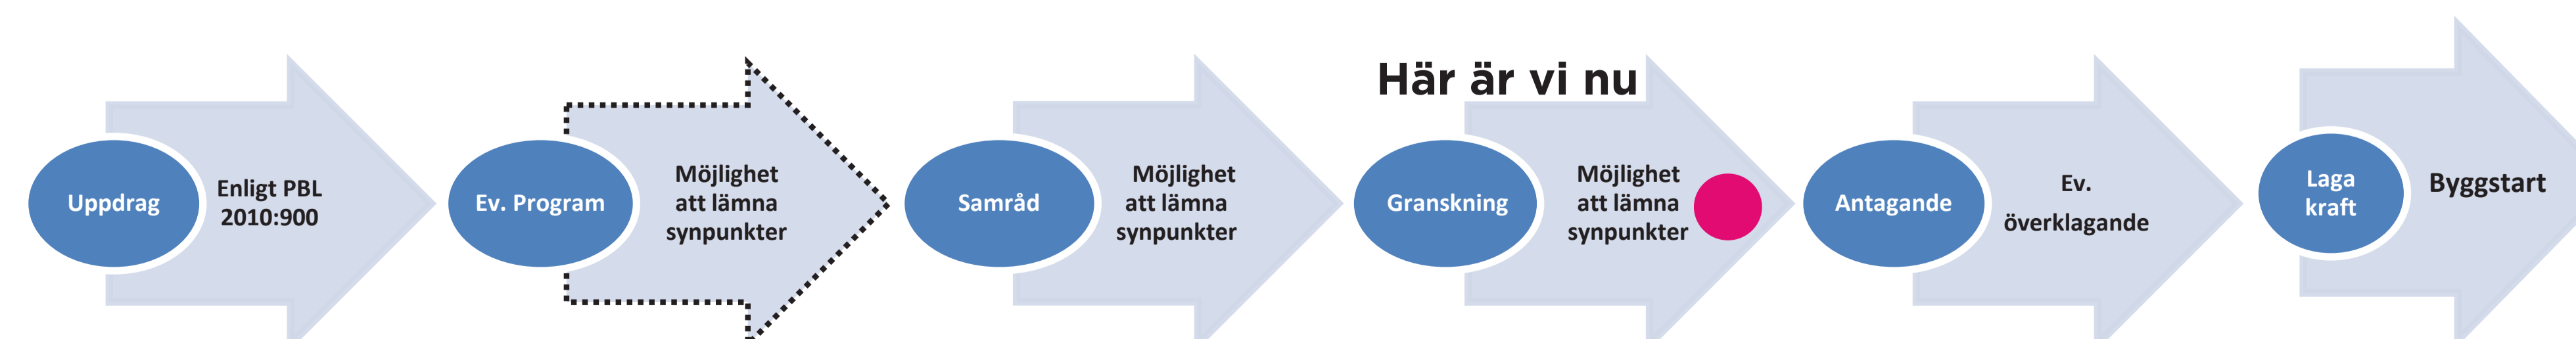 Här är vi nu
Uppdrag
Enligt PBL
2010:900
Ev. Program
Möjlighet
att lämna
synpunkter
Samråd
Möjlighet
att lämna
synpunkter
Granskning
Möjlighet
att lämna
synpunkter
Antagande
Ev.
överklagande
Laga
kraft
Byggstart